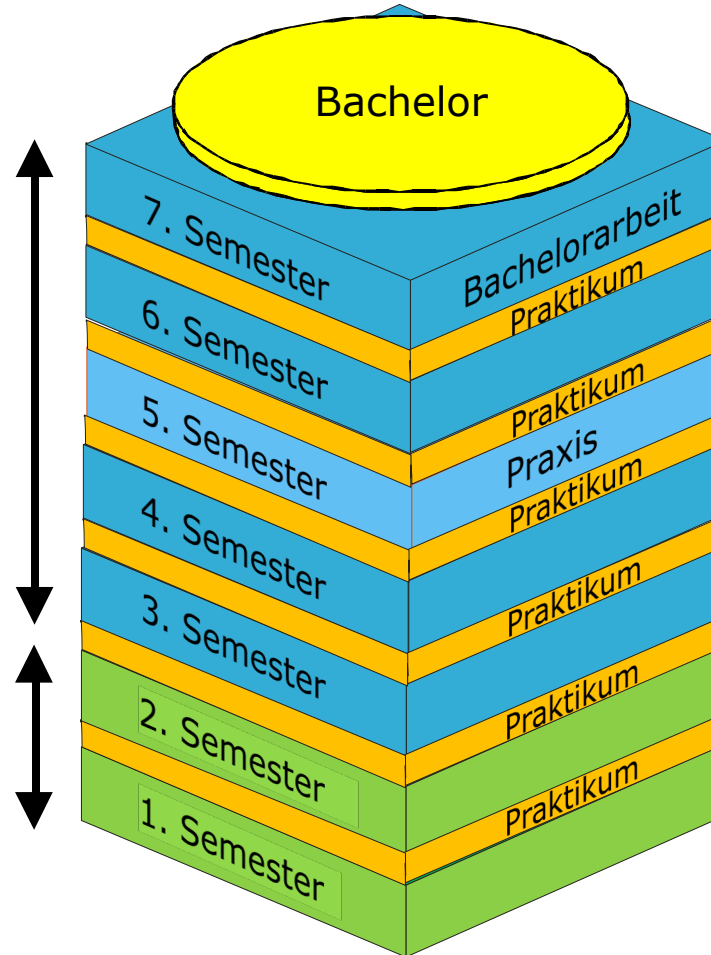 Bachelor
7. Semester
Bachelorarbeit
Praktikum
6. Semester
Praktikum
5. Semester
Praxis
Praktikum
4. Semester
Praktikum
3. Semester
Praktikum
2. Semester
Praktikum
1. Semester